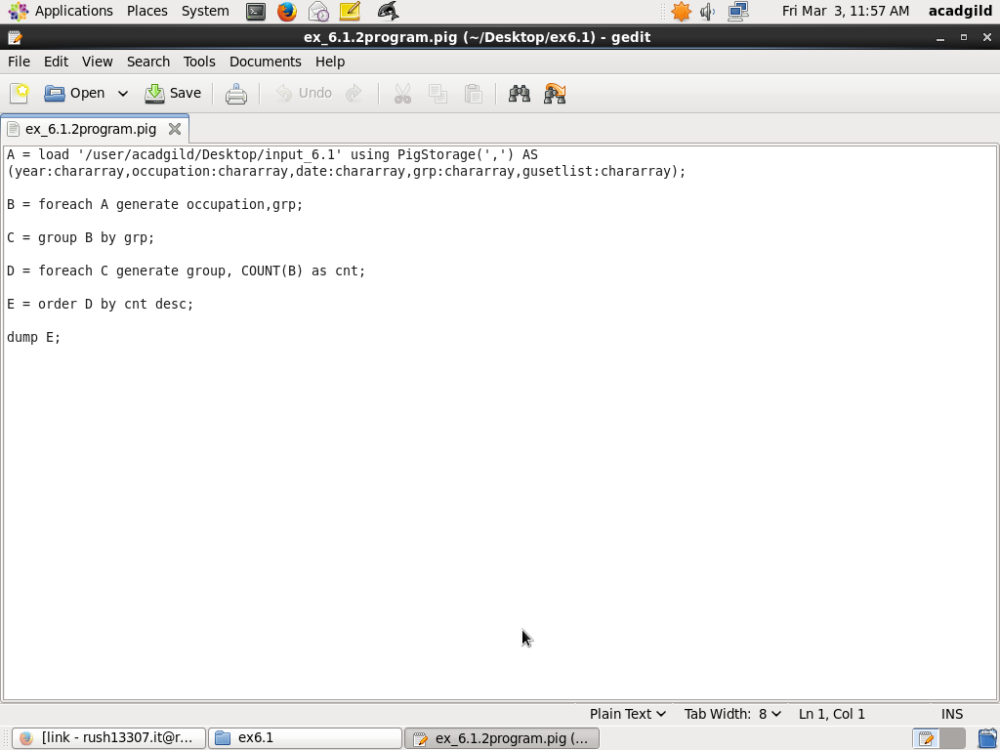 Applications Places System Fri Mar 3, 11:57 AM acadgild
ex_6.1.2program.pig (~/Desktop/ex6.1) - gedit
File Edit View Search Tools Documents Help
Open Save Undo
ex_6.1.2program.pig
A = load '/user/acadgild/Desktop/input_6.1' using PigStorage(',') AS
(year:chararray,occupation:chararray,date:chararray,grp:chararray,gusetlist:chararray);
B = foreach A generate occupation,grp;
C = group B by grp;
D = foreach C generate group, COUNT(B) as cnt;
E = order D by cnt desc;
dump E;
Plain Text Tab Width: 8 Ln 1, Col 1 INS
[link - rush13307.it@r... ex6.1 ex_6.1.2program.pig (...